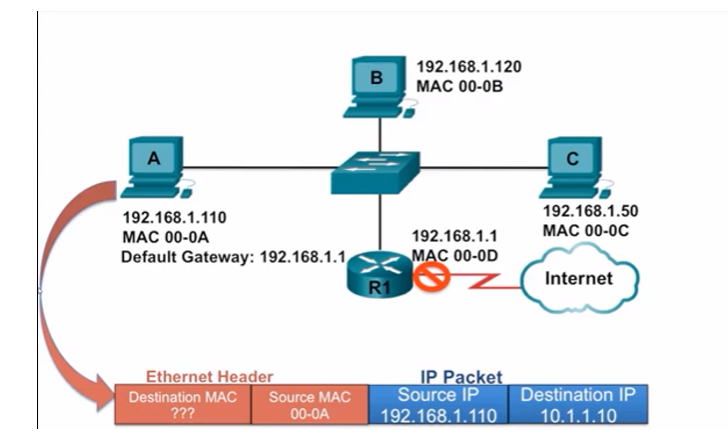 B
192.168.1.120
MAC 00-0B
A
C
192.168.1.110
MAC 00-0A
Default Gateway: 192.168.1.1
192.168.1.50
MAC 00-0C
192.168.1.1
MAC 00-0D
R1
Internet
Ethernet Header
IP Packet
Destination MAC
???
Source MAC
00-0A
Source IP
192.168.1.110
Destination IP
10.1.1.10